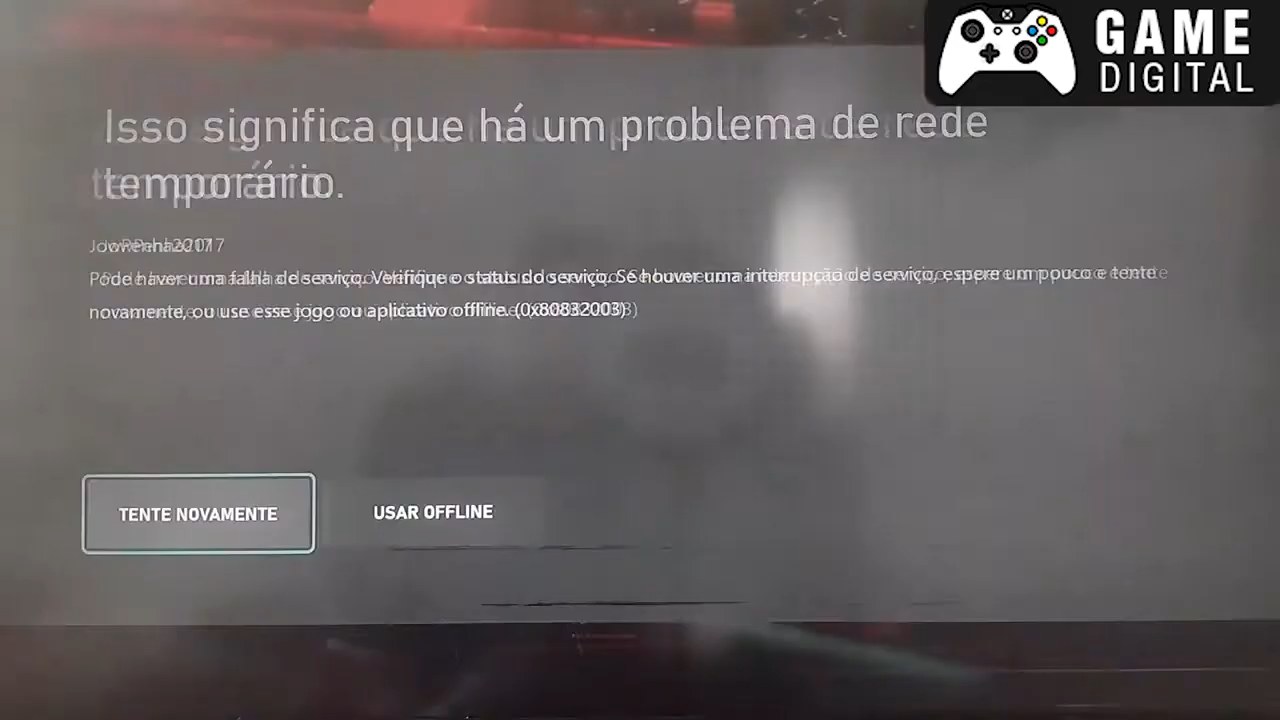 GAME
DIGITAL
Isso significa que há um problema de rede
temporário.
Pode haver uma falha de serviço. Verifique o status do serviço. Se houver uma interrupção de serviço, espere um pouco e tente
novamente, ou use esse jogo ou aplicativo offline. (0x80832003)
TENTE NOVAMENTE
USAR OFFLINE